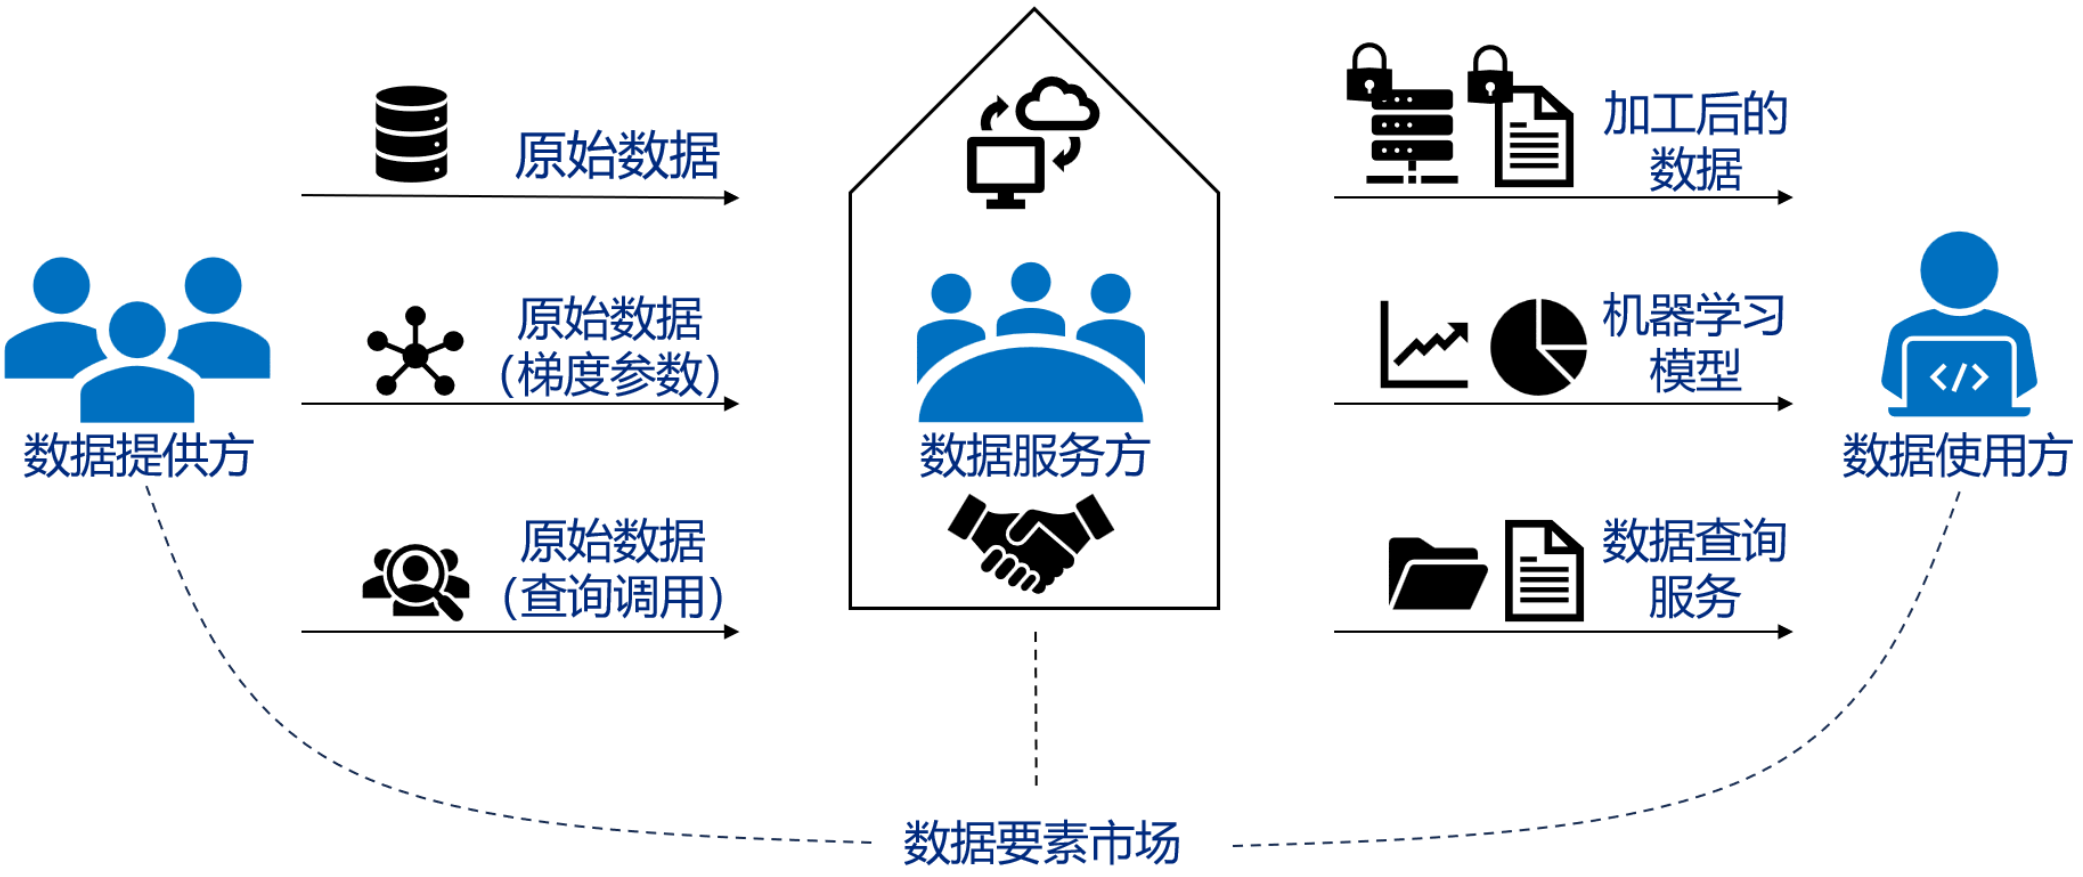 原始数据
加工后的
数据
原始数据
(梯度参数)
机器学习
模型
数据提供方
数据服务方
数据使用方
原始数据
(查询调用)
数据查询
服务
数据要素市场